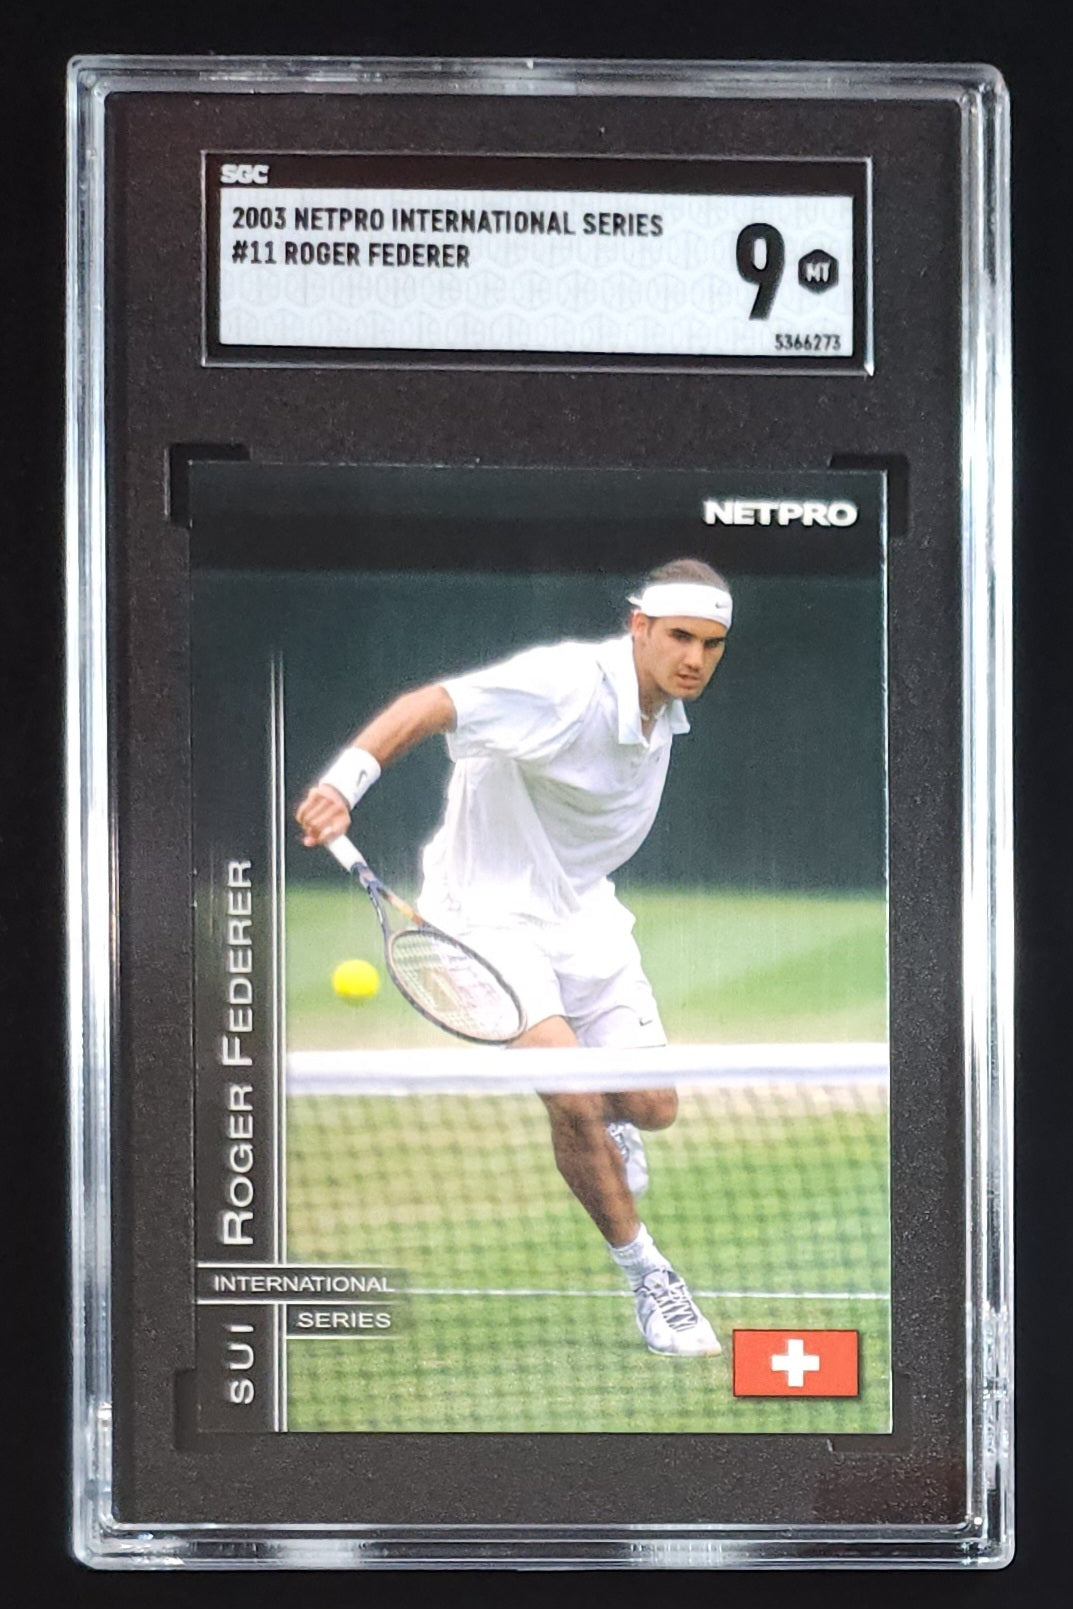 SGC
2003 NETPRO INTERNATIONAL SERIES
#11 ROGER FEDERER
9 MT
5366273
NETPRO
ROGER FEDERER
INTERNATIONAL
SERIES
SUI